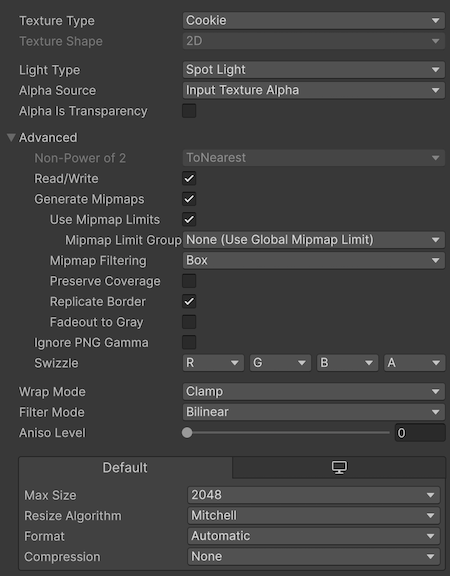 Texture Type Cookie
Texture Shape 2D
Light Type Spot Light
Alpha Source Input Texture Alpha
Alpha Is Transparency
Advanced
Non-Power of 2 ToNearest
Read/Write
Generate Mipmaps
Use Mipmap Limits
Mipmap Limit Group None (Use Global Mipmap Limit)
Mipmap Filtering Box
Preserve Coverage
Replicate Border
Fadeout to Gray
Ignore PNG Gamma
Swizzle R G B A
Wrap Mode Clamp
Filter Mode Bilinear
Aniso Level 0
Default
Max Size 2048
Resize Algorithm Mitchell
Format Automatic
Compression None